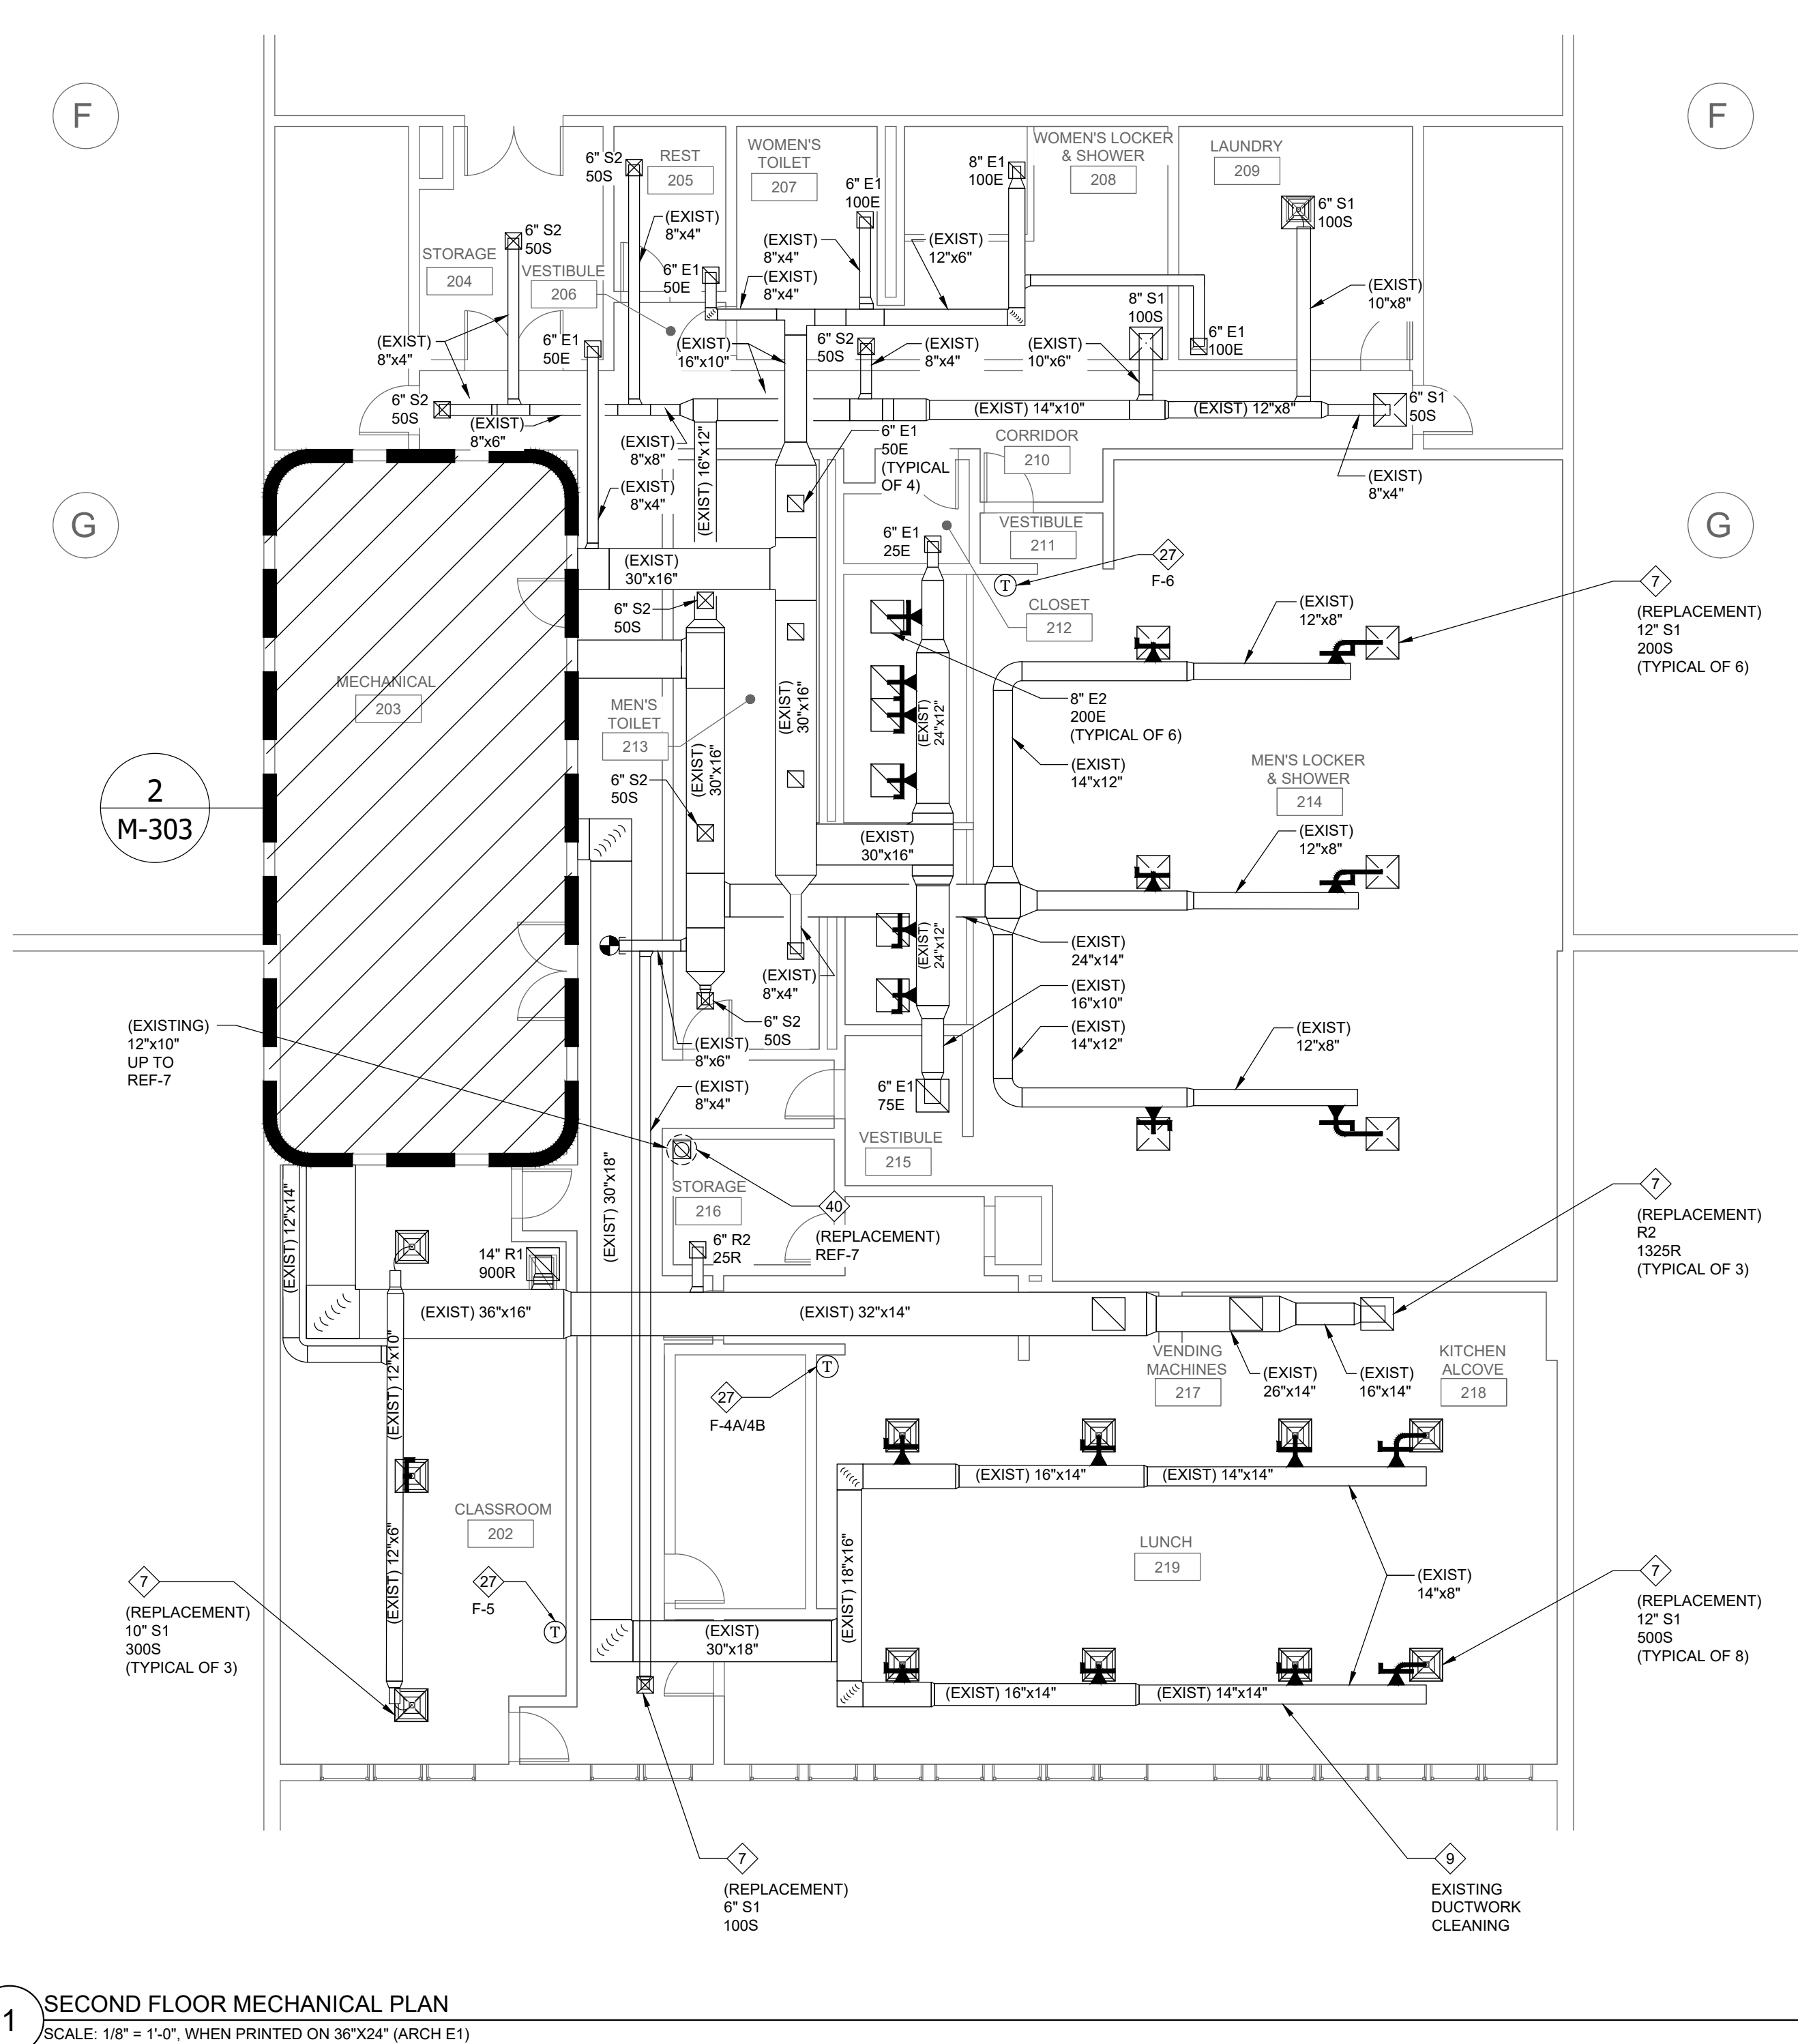 F
F
REST
205
WOMEN'S
TOILET
207
WOMEN'S LOCKER
& SHOWER
208
LAUNDRY
209
6" S2
50S
8" E1
100E
6" E1
100E
6" S1
100S
(EXIST)
8"x4"
6" S2
50S
(EXIST)
8"x4"
(EXIST)
12"x6"
STORAGE
204
VESTIBULE
206
6" E1
50E
(EXIST)
8"x4"
(EXIST)
10"x8"
8" S1
100S
(EXIST)
8"x4"
6" E1
50E
(EXIST)
16"x10"
6" S2
50S
(EXIST)
8"x4"
(EXIST)
10"x6"
6" E1
100E
6" S2
50S
(EXIST)
8"x6"
(EXIST) 14"x10"
(EXIST) 12"x8"
6" S1
50S
(EXIST)
8"x8"
(EXIST) 16"x12"
6" E1
50E
(TYPICAL
OF 4)
CORRIDOR
210
(EXIST)
8"x4"
(EXIST)
8"x4"
G
G
VESTIBULE
211
6" E1
25E
27
F-6
(EXIST)
30"x16"
7
(REPLACEMENT)
12" S1
200S
(TYPICAL OF 6)
6" S2
50S
CLOSET
212
(EXIST)
12"x8"
MECHANICAL
203
MEN'S
TOILET
213
(EXIST)
30"x16"
(EXIST)
24"x12"
8" E2
200E
(TYPICAL OF 6)
(EXIST)
14"x12"
MEN'S LOCKER
& SHOWER
214
2
M-303
6" S2
50S
(EXIST)
30"x16"
(EXIST)
30"x16"
(EXIST)
12"x8"
(EXIST)
24"x12"
(EXIST)
24"x14"
(EXIST)
8"x4"
(EXIST)
16"x10"
6" S2
50S
(EXIST)
14"x12"
(EXIST)
12"x8"
(EXISTING)
12"x10"
UP TO
REF-7
(EXIST)
8"x6"
(EXIST)
8"x4"
6" E1
75E
VESTIBULE
215
(EXIST) 30"x18"
(EXIST) 12"x14"
STORAGE
216
40
(REPLACEMENT)
REF-7
7
(REPLACEMENT)
R2
1325R
(TYPICAL OF 3)
14" R1
900R
6" R2
25R
(EXIST) 36"x16"
(EXIST) 32"x14"
(EXIST) 12"x10"
VENDING
MACHINES
217
(EXIST)
26"x14"
(EXIST)
16"x14"
KITCHEN
ALCOVE
218
27
F-4A/4B
T
T
T
(EXIST) 16"x14"
(EXIST) 14"x14"
CLASSROOM
202
(EXIST) 12"x6"
LUNCH
219
(EXIST) 18"x16"
7
(REPLACEMENT)
10" S1
300S
(TYPICAL OF 3)
27
F-5
(EXIST)
14"x8"
7
(REPLACEMENT)
12" S1
500S
(TYPICAL OF 8)
(EXIST)
30"x18"
(EXIST) 16"x14"
(EXIST) 14"x14"
7
(REPLACEMENT)
6" S1
100S
9
EXISTING
DUCTWORK
CLEANING
1
SECOND FLOOR MECHANICAL PLAN
SCALE: 1/8" = 1'-0", WHEN PRINTED ON 36"X24" (ARCH E1)